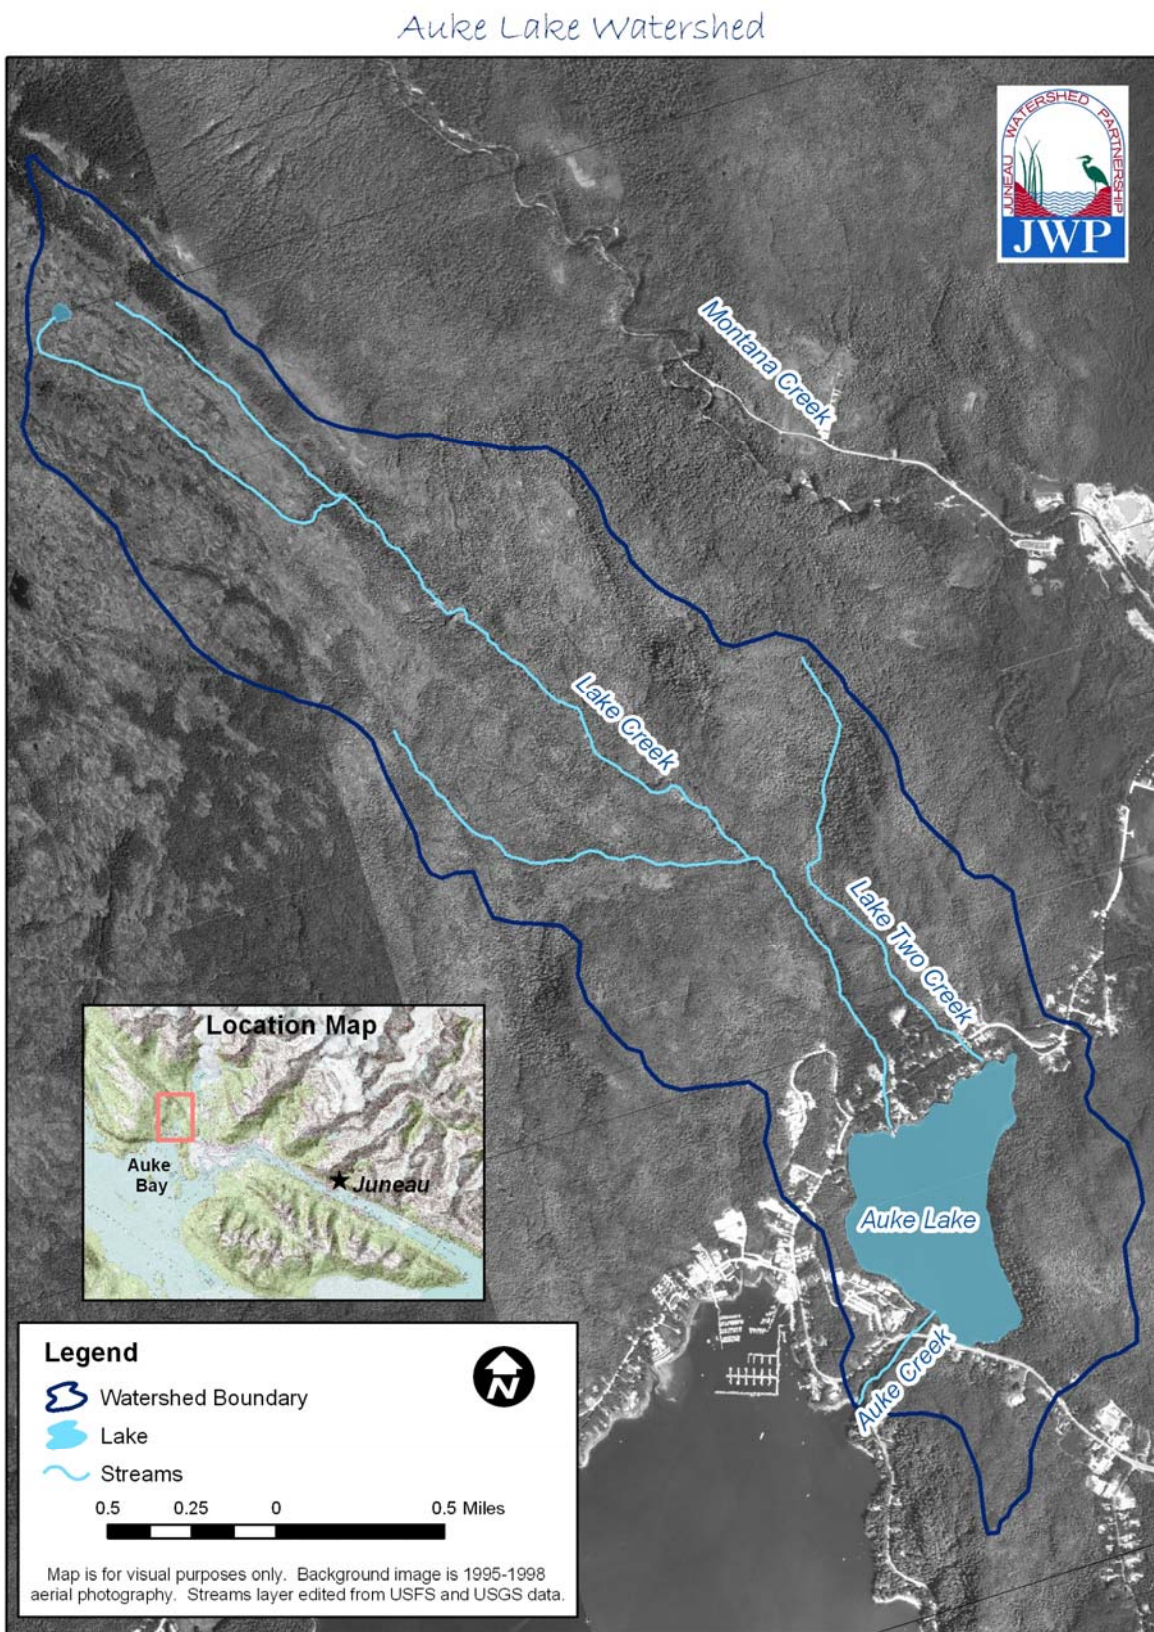 Auke Lake Watershed
JUNEAU WATERSHED PARTNERSHIP
JWP
Montana Creek
Lake Creek
Lake Two Creek
Location Map
Auke
Bay
Juneau
Auke Lake
Auke Creek
Legend
N
Watershed Boundary
Lake
Streams
0.5 0.25 0 0.5 Miles
Map is for visual purposes only. Background image is 1995-1998
aerial photography. Streams layer edited from USFS and USGS data.